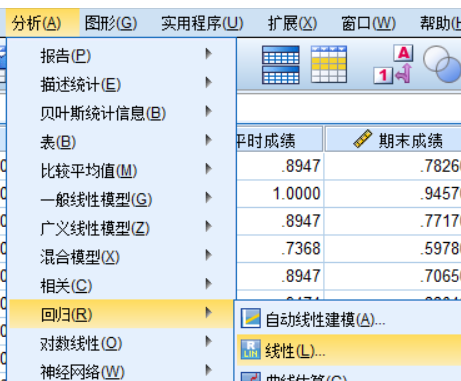 分析(A) 图形(G) 实用程序(U) 扩展(X) 窗口(W) 帮助(H
报告(P)
描述统计(E)
贝叶斯统计信息(B)
表(B)
平时成绩 期末成绩
比较平均值(M)
.8947 .7826
一般线性模型(G)
1.0000 .9457
广义线性模型(Z)
.8947 .7717
混合模型(X)
.7368 .5978
相关(C)
.8947 .7065
回归(R)
自动线性建模(A)...
对数线性(O)
线性(L)...
神经网络(W)